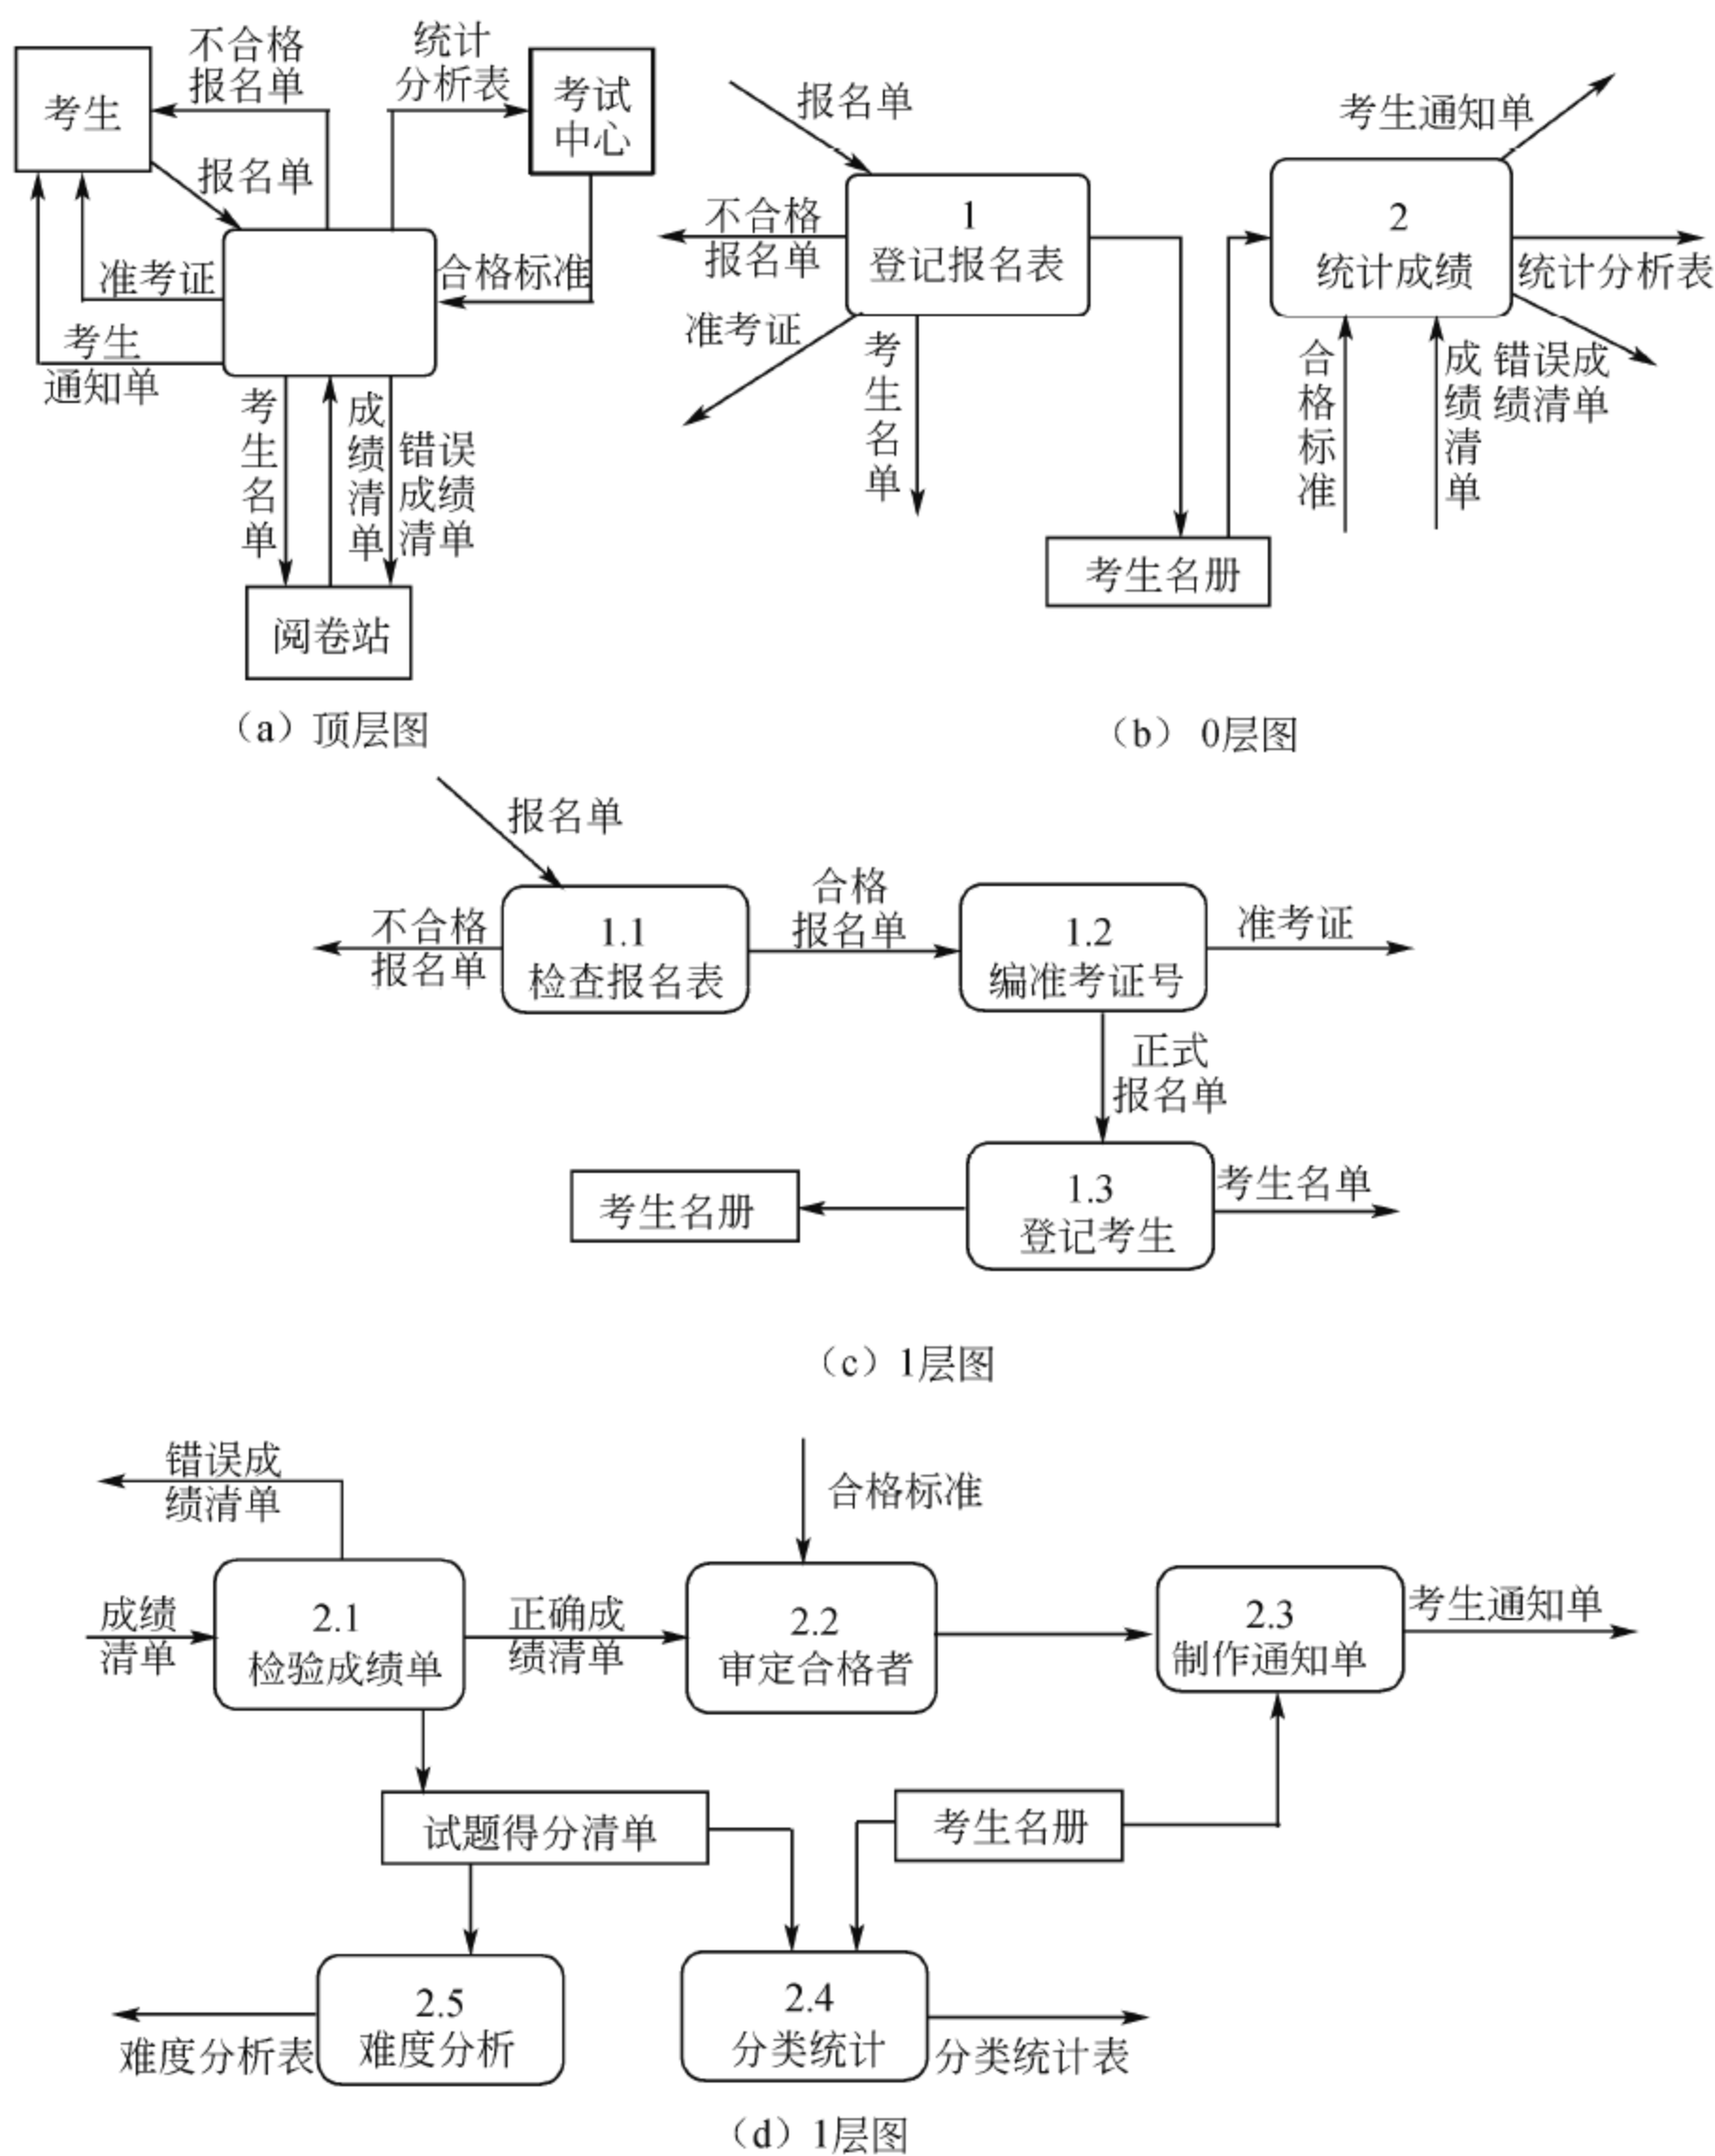 考生
不合格
报名单
报名单
统计
分析表
考试
中心
准考证
考生
通知单
合格标准
考生名单
成绩清单
错误
成绩
清单
阅卷站
(a) 顶层图
报名单
不合格
报名单
1
登记报名表
准考证
考生名单
考生名册
考生通知单
2
统计成绩
统计分析表
合格标准
成绩清单
错误成
绩清单
(b) 0层图
报名单
不合格
报名单
1.1
检查报名表
合格
报名单
1.2
编准考证号
准考证
正式
报名单
考生名册
1.3
登记考生
考生名单
(c) 1层图
错误成
绩清单
合格标准
成绩
清单
2.1
检验成绩单
正确成
绩清单
2.2
审定合格者
2.3
制作通知单
考生通知单
试题得分清单
考生名册
难度分析表
2.5
难度分析
2.4
分类统计
分类统计表
(d) 1层图